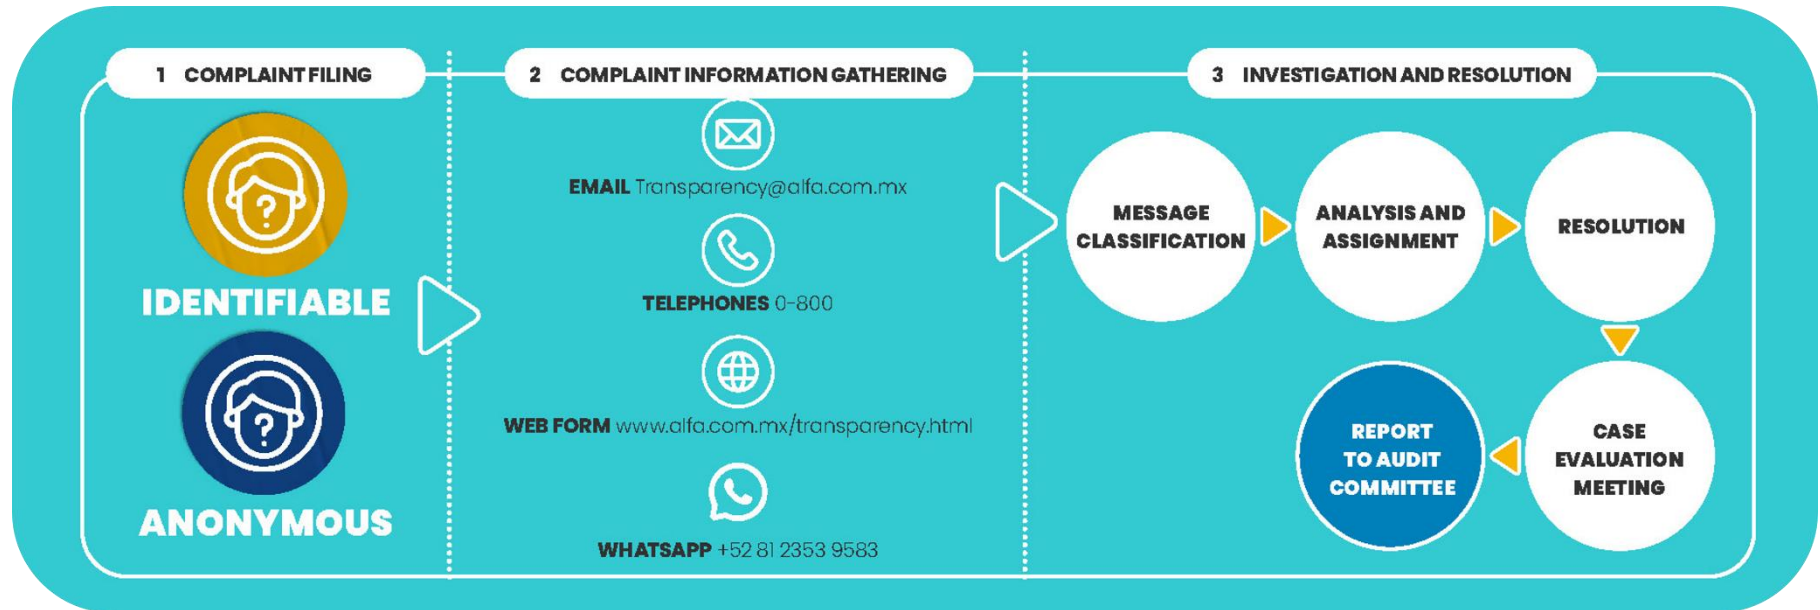 1 COMPLAINT FILING
IDENTIFIABLE
ANONYMOUS
2 COMPLAINT INFORMATION GATHERING
EMAIL Transparency@alfa.com.mx
TELEPHONES 0-800
WEB FORM www.alfa.com.mx/transparency.html
WHATSAPP +52 81 2353 9583
3 INVESTIGATION AND RESOLUTION
MESSAGE
CLASSIFICATION
ANALYSIS AND
ASSIGNMENT
RESOLUTION
CASE
EVALUATION
MEETING
REPORT
TO AUDIT
COMMITTEE